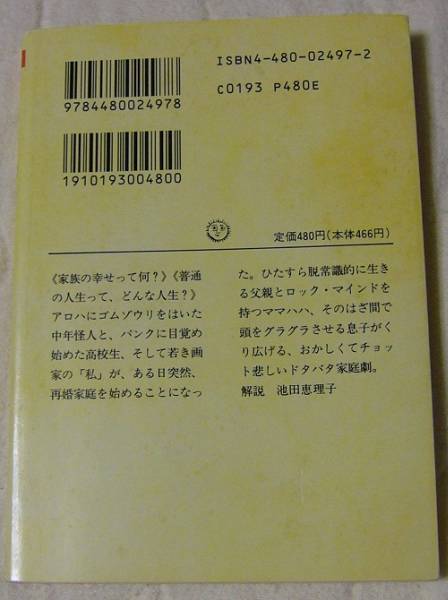 ISBN4-480-02497-2
9784480024978
C0193 P480E
1910193004800
定価480円(本体466円)
《家族の幸せって何?》《普通
の人生って、どんな人生?》
アロハにゴムゾウリをはいた
中年怪人と、パンクに目覚め
始めた高校生、そして若き画
家の「私」が、ある日突然、
再婚家庭を始めることになっ
た。ひたすら脱常識的に生き
る父親とロック・マインドを
持つママハハ、そのはざ間で
頭をグラグラさせる息子がく
り広げる、おかしくてチョッ
ト悲しいドタバタ家庭劇。
解説 池田恵理子